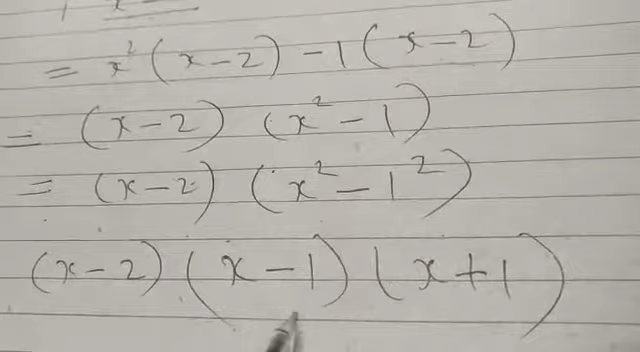 = x²(x-2)-1(x-2)
= (x-2) (x²-1)
= (x-2) (x²-1²)
(x-2) (x-1) (x+1)